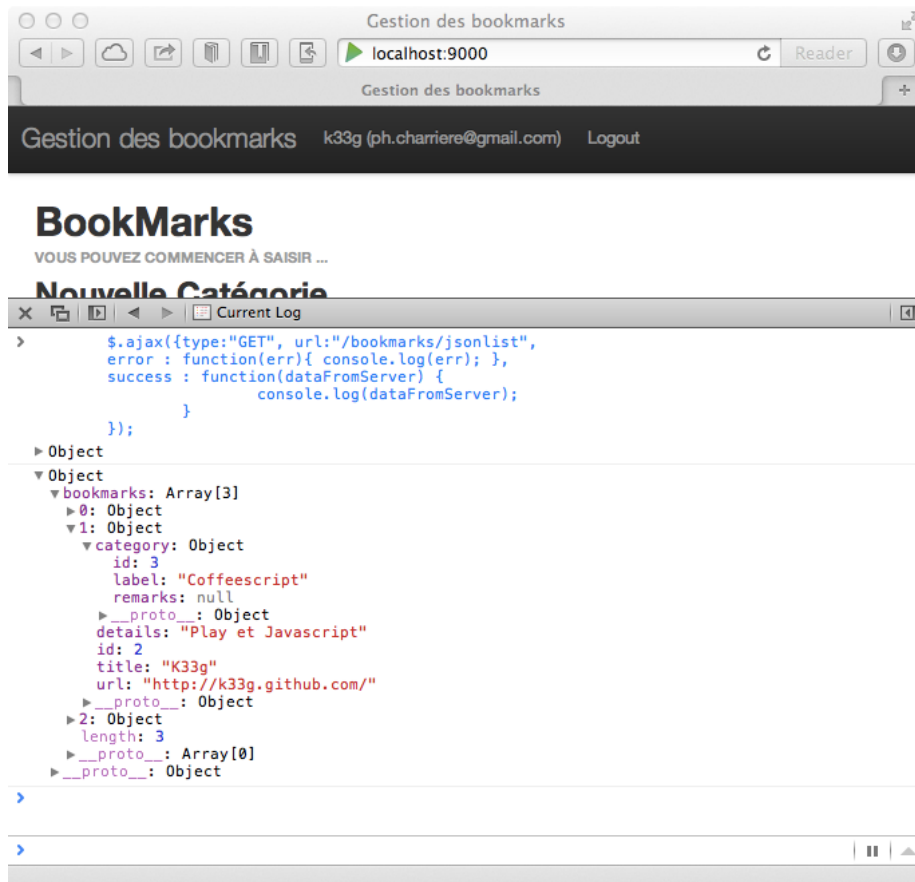 Gestion des bookmarks
localhost:9000
Reader
Gestion des bookmarks
Gestion des bookmarks k33g (ph.charriere@gmail.com) Logout
BookMarks
VOUS POUVEZ COMMENCER À SAISIR ...
Nouvelle Catégorie
Current Log
$.ajax({type:"GET", url:"/bookmarks/jsonlist",
error : function(err){ console.log(err); },
success : function(dataFromServer) {
console.log(dataFromServer);
}
});
Object
Object
bookmarks: Array[3]
0: Object
1: Object
category: Object
id: 3
label: "Coffeescript"
remarks: null
__proto__: Object
details: "Play et Javascript"
id: 2
title: "K33g"
url: "http://k33g.github.com/"
__proto__: Object
2: Object
length: 3
__proto__: Array[0]
__proto__: Object